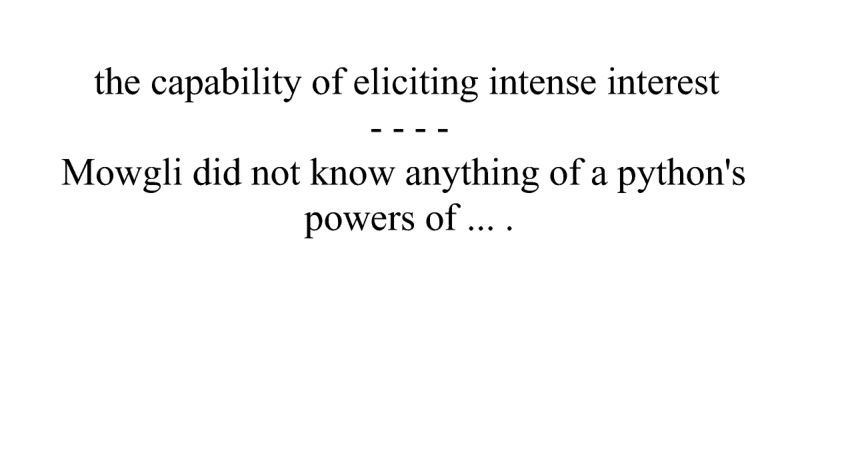 the capability of eliciting intense interest
- - - -
Mowgli did not know anything of a python's
powers of ... .